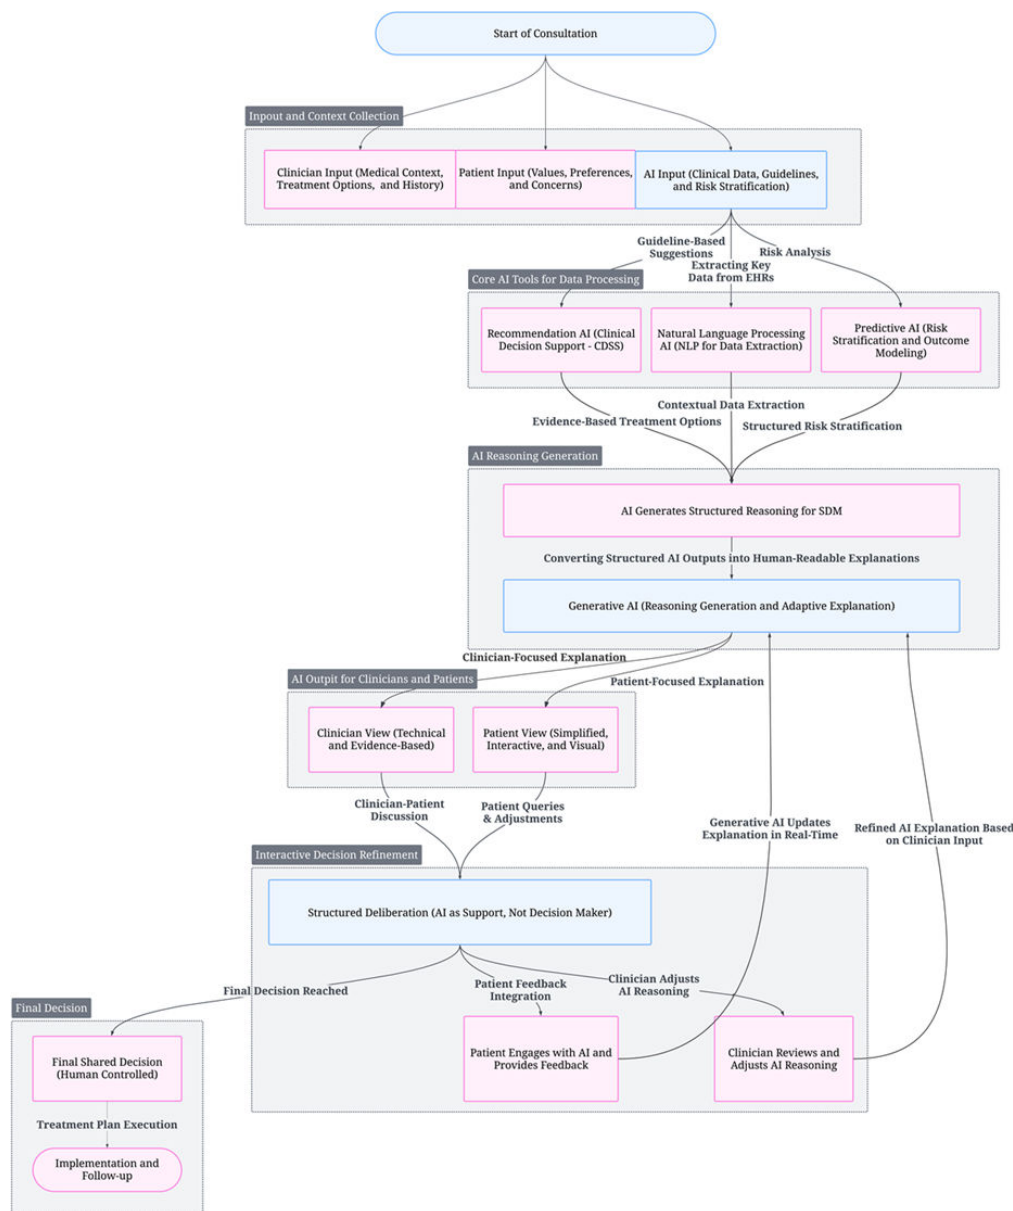 Start of Consultation
Inpout and Context Collection
Clinician Input (Medical Context,
Treatment Options, and History)
Patient Input (Values, Preferences,
and Concerns)
AI Input (Clinical Data, Guidelines,
and Risk Stratification)
Guideline-Based
Suggestions
Extracting Key
Data from EHRs
Risk Analysis
Core AI Tools for Data Processing
Recommendation AI (Clinical
Decision Support - CDSS)
Natural Language Processing
AI (NLP for Data Extraction)
Predictive AI (Risk
Stratification and Outcome
Modeling)
Evidence-Based Treatment Options
Contextual Data Extraction
Structured Risk Stratification
AI Reasoning Generation
AI Generates Structured Reasoning for SDM
Converting Structured AI Outputs into Human-Readable Explanations
Generative AI (Reasoning Generation and Adaptive Explanation)
Clinician-Focused Explanation
Patient-Focused Explanation
AI Outpit for Clinicians and Patients
Clinician View (Technical
and Evidence-Based)
Patient View (Simplified,
Interactive, and Visual)
Clinician-Patient
Discussion
Patient Queries
& Adjustments
Generative AI Updates
Explanation in Real-Time
Refined AI Explanation Based
on Clinician Input
Interactive Decision Refinement
Structured Deliberation (AI as Support, Not Decision Maker)
Final Decision Reached
Patient Feedback
Integration
Clinician Adjusts
AI Reasoning
Final Decision
Final Shared Decision
(Human Controlled)
Patient Engages with AI and
Provides Feedback
Clinician Reviews and
Adjusts AI Reasoning
Treatment Plan Execution
Implementation and
Follow-up